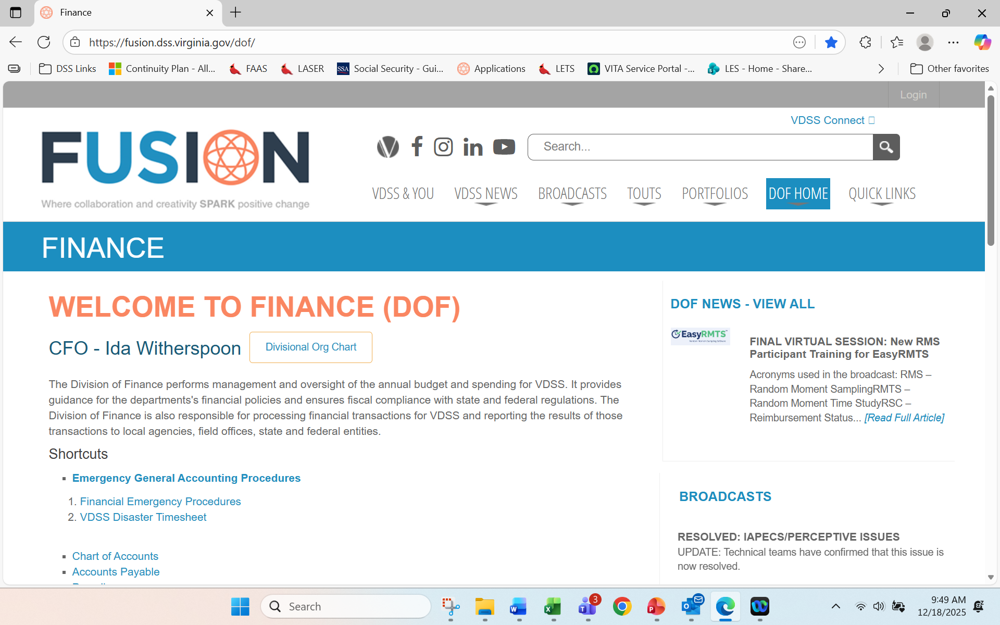 Finance
https://fusion.dss.virginia.gov/dof/
DSS Links
Continuity Plan - All...
FAAS
LASER
SSA
Social Security - Gui...
Applications
LETS
VITA Service Portal -...
LES - Home - Share...
Other favorites
Login
VDSS Connect
FUSION
Where collaboration and creativity SPARK positive change
Search...
VDSS & YOU
VDSS NEWS
BROADCASTS
TOUTS
PORTFOLIOS
DOF HOME
QUICK LINKS
FINANCE
WELCOME TO FINANCE (DOF)
CFO - Ida Witherspoon
Divisional Org Chart
The Division of Finance performs management and oversight of the annual budget and spending for VDSS. It provides
guidance for the departments's financial policies and ensures fiscal compliance with state and federal regulations. The
Division of Finance is also responsible for processing financial transactions for VDSS and reporting the results of those
transactions to local agencies, field offices, state and federal entities.
Shortcuts
Emergency General Accounting Procedures
1. Financial Emergency Procedures
2. VDSS Disaster Timesheet
Chart of Accounts
Accounts Payable
DOF NEWS - VIEW ALL
EasyRMTS
Random Moment Sampling Software
FINAL VIRTUAL SESSION: New RMS
Participant Training for EasyRMTS
Acronyms used in the broadcast: RMS –
Random Moment SamplingRMTS –
Random Moment Time StudyRSC –
Reimbursement Status... [Read Full Article]
BROADCASTS
RESOLVED: IAPECS/PERCEPTIVE ISSUES
UPDATE: Technical teams have confirmed that this issue is
now resolved.
Search
3
9:49 AM
12/18/2025